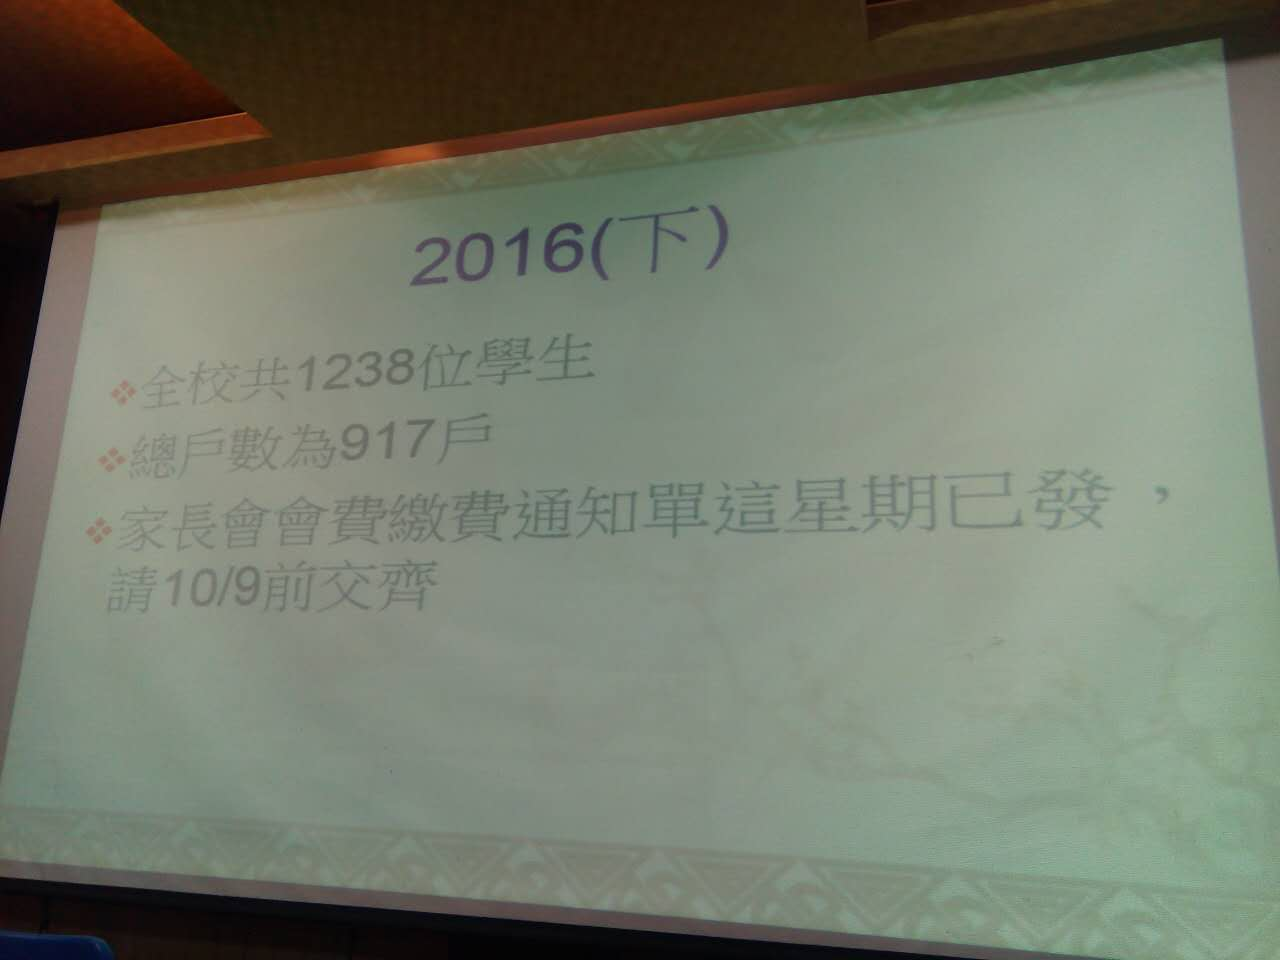 2016(下)
全校共1238位學生
總戶數為917戶
家長會會費繳費通知單這星期已發，
請10/9前交齊